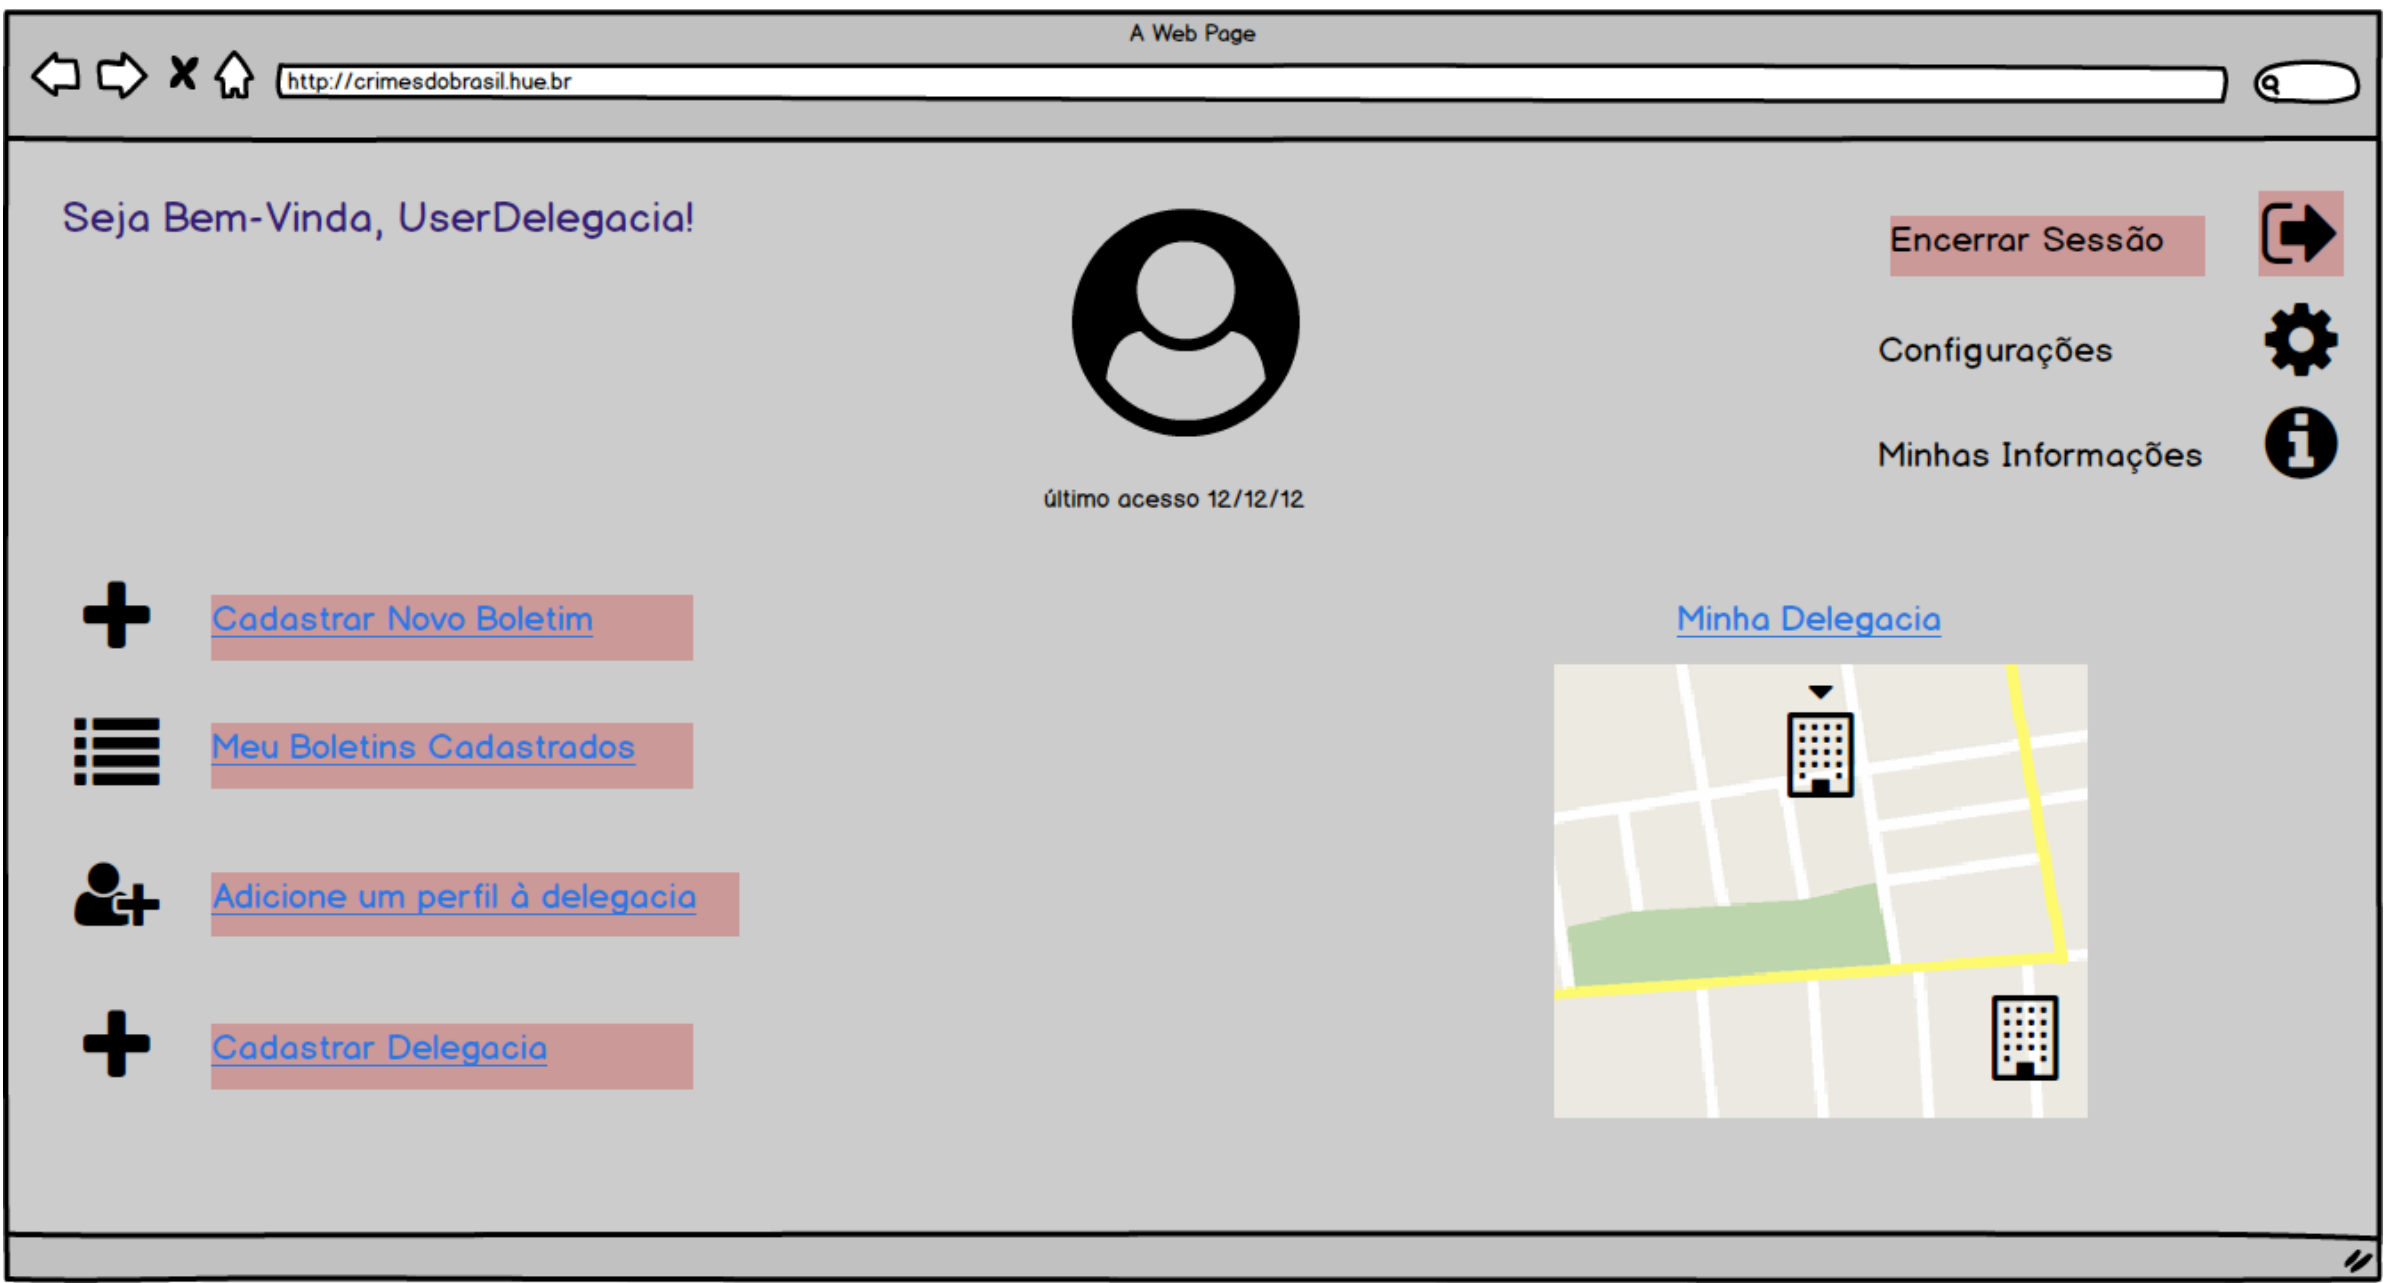 A Web Page
http://crimesdobrasil.hue.br
Seja Bem-Vinda, UserDelegacia!
Encerrar Sessão
Configurações
Minhas Informações
último acesso 12/12/12
Cadastrar Novo Boletim
Meu Boletins Cadastrados
Adicione um perfil à delegacia
Cadastrar Delegacia
Minha Delegacia